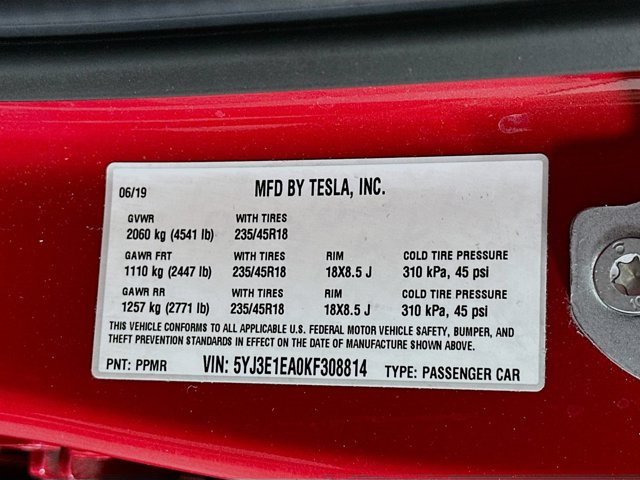 06/19 MFD BY TESLA, INC.
GVWR WITH TIRES
2060 kg (4541 lb) 235/45R18
GAWR FRT WITH TIRES RIM COLD TIRE PRESSURE
1110 kg (2447 lb) 235/45R18 18X8.5 J 310 kPa, 45 psi
GAWR RR WITH TIRES RIM COLD TIRE PRESSURE
1257 kg (2771 lb) 235/45R18 18X8.5 J 310 kPa, 45 psi
THIS VEHICLE CONFORMS TO ALL APPLICABLE U.S. FEDERAL MOTOR VEHICLE SAFETY, BUMPER, AND
THEFT PREVENTION STANDARDS IN EFFECT ON THE DATE OF MANUFACTURE SHOWN ABOVE.
PNT: PPMR VIN: 5YJ3E1EA0KF308814 TYPE: PASSENGER CAR